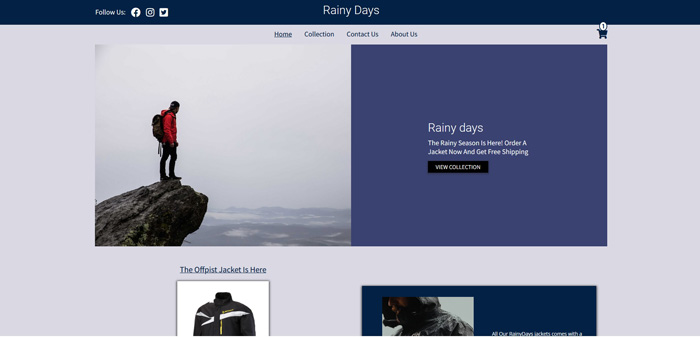 Follow Us:
Rainy Days
Home Collection Contact Us About Us
1
Rainy days
The Rainy Season Is Here! Order A
Jacket Now And Get Free Shipping
VIEW COLLECTION
The Offpist Jacket Is Here
All Our RainyDays jackets comes with a